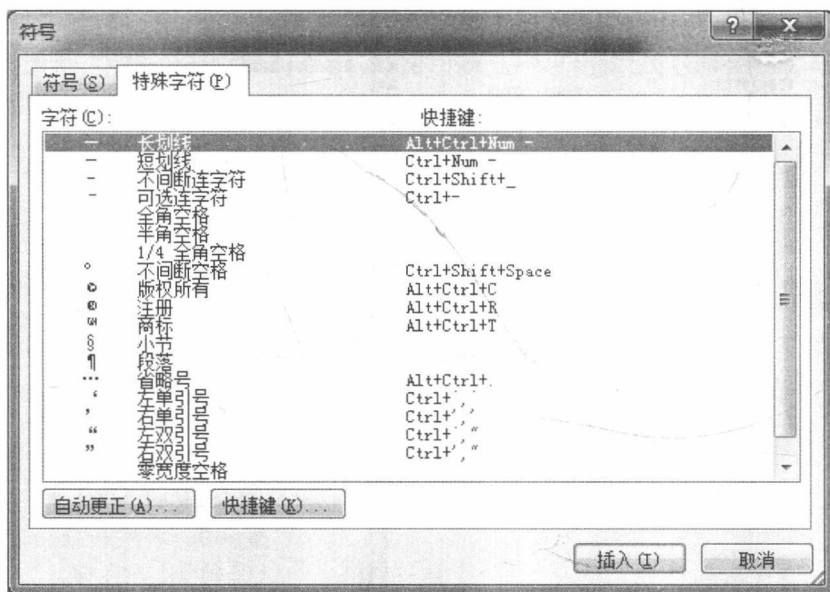 符号
符号(S) 特殊字符(P)
字符(C): 快捷键:
— 长划线 Alt+Ctrl+Num -
– 短划线 Ctrl+Num -
- 不间断连字符 Ctrl+Shift+_
- 可选连字符 Ctrl+-
全角空格
半角空格
1/4 全角空格
° 不间断空格 Ctrl+Shift+Space
© 版权所有 Alt+Ctrl+C
® 注册 Alt+Ctrl+R
™ 商标 Alt+Ctrl+T
§ 小节
¶ 段落
… 省略号 Alt+Ctrl+.
‘ 左单引号 Ctrl+`,`
’ 右单引号 Ctrl+','
“ 左双引号 Ctrl+`,"
” 右双引号 Ctrl+',"
零宽度空格
自动更正(A)... 快捷键(K)...
插入(I) 取消